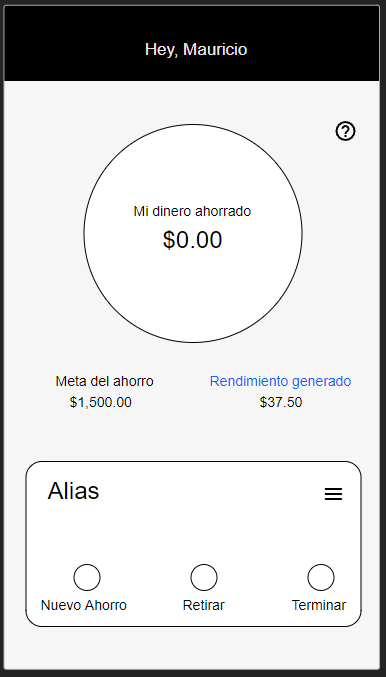 Hey, Mauricio
Mi dinero ahorrado
$0.00
Meta del ahorro
$1,500.00
Rendimiento generado
$37.50
Alias
Nuevo Ahorro
Retirar
Terminar